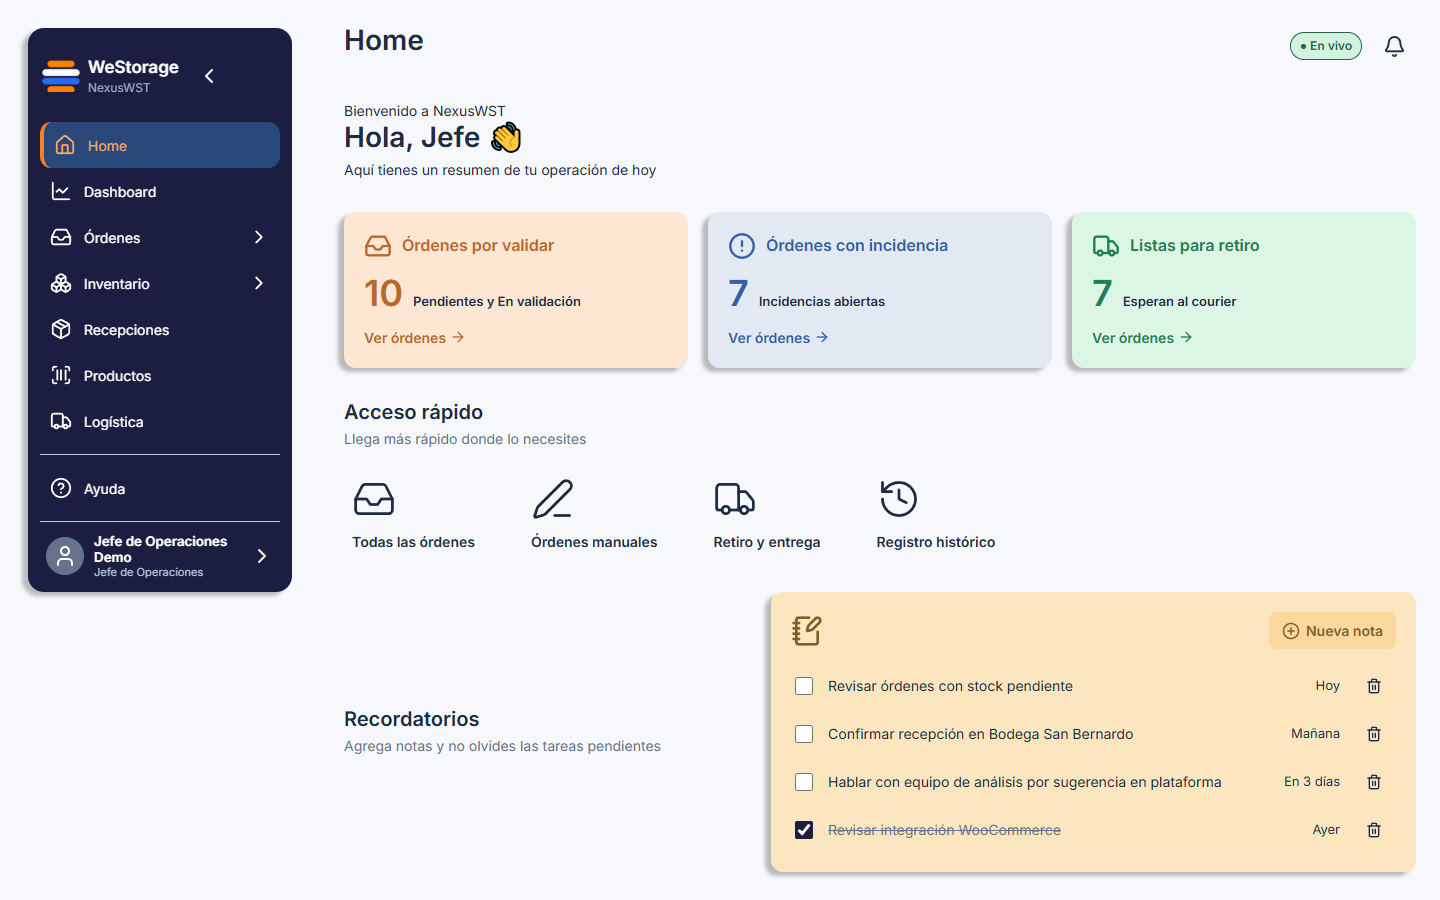 WeStorage
NexusWST
Home
Dashboard
Órdenes
Inventario
Recepciones
Productos
Logística
Ayuda
Jefe de Operaciones
Demo
Jefe de Operaciones
Home
En vivo
Bienvenido a NexusWST
Hola, Jefe 👋
Aquí tienes un resumen de tu operación de hoy
Órdenes por validar
10 Pendientes y En validación
Ver órdenes →
Órdenes con incidencia
7 Incidencias abiertas
Ver órdenes →
Listas para retiro
7 Esperan al courier
Ver órdenes →
Acceso rápido
Llega más rápido donde lo necesites
Todas las órdenes
Órdenes manuales
Retiro y entrega
Registro histórico
Recordatorios
Agrega notas y no olvides las tareas pendientes
Nueva nota
Revisar órdenes con stock pendiente Hoy
Confirmar recepción en Bodega San Bernardo Mañana
Hablar con equipo de análisis por sugerencia en plataforma En 3 días
Revisar integración WooCommerce Ayer